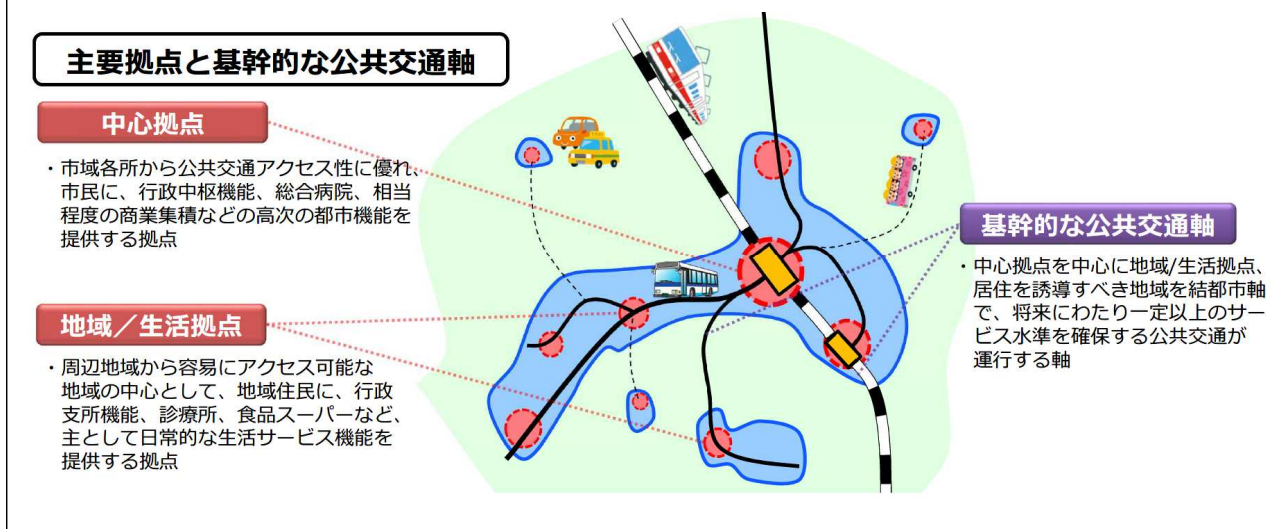 主要拠点と基幹的な公共交通軸
中心拠点
・市域各所から公共交通アクセス性に優れ、
市民に、行政中枢機能、総合病院、相当
程度の商業集積などの高次の都市機能を
提供する拠点
地域／生活拠点
・周辺地域から容易にアクセス可能な
地域の中心として、地域住民に、行政
支所機能、診療所、食品スーパーなど、
主として日常的な生活サービス機能を
提供する拠点
基幹的な公共交通軸
・中心拠点を中心に地域/生活拠点、
居住を誘導すべき地域を結都市軸
で、将来にわたり一定以上のサー
ビス水準を確保する公共交通が
運行する軸